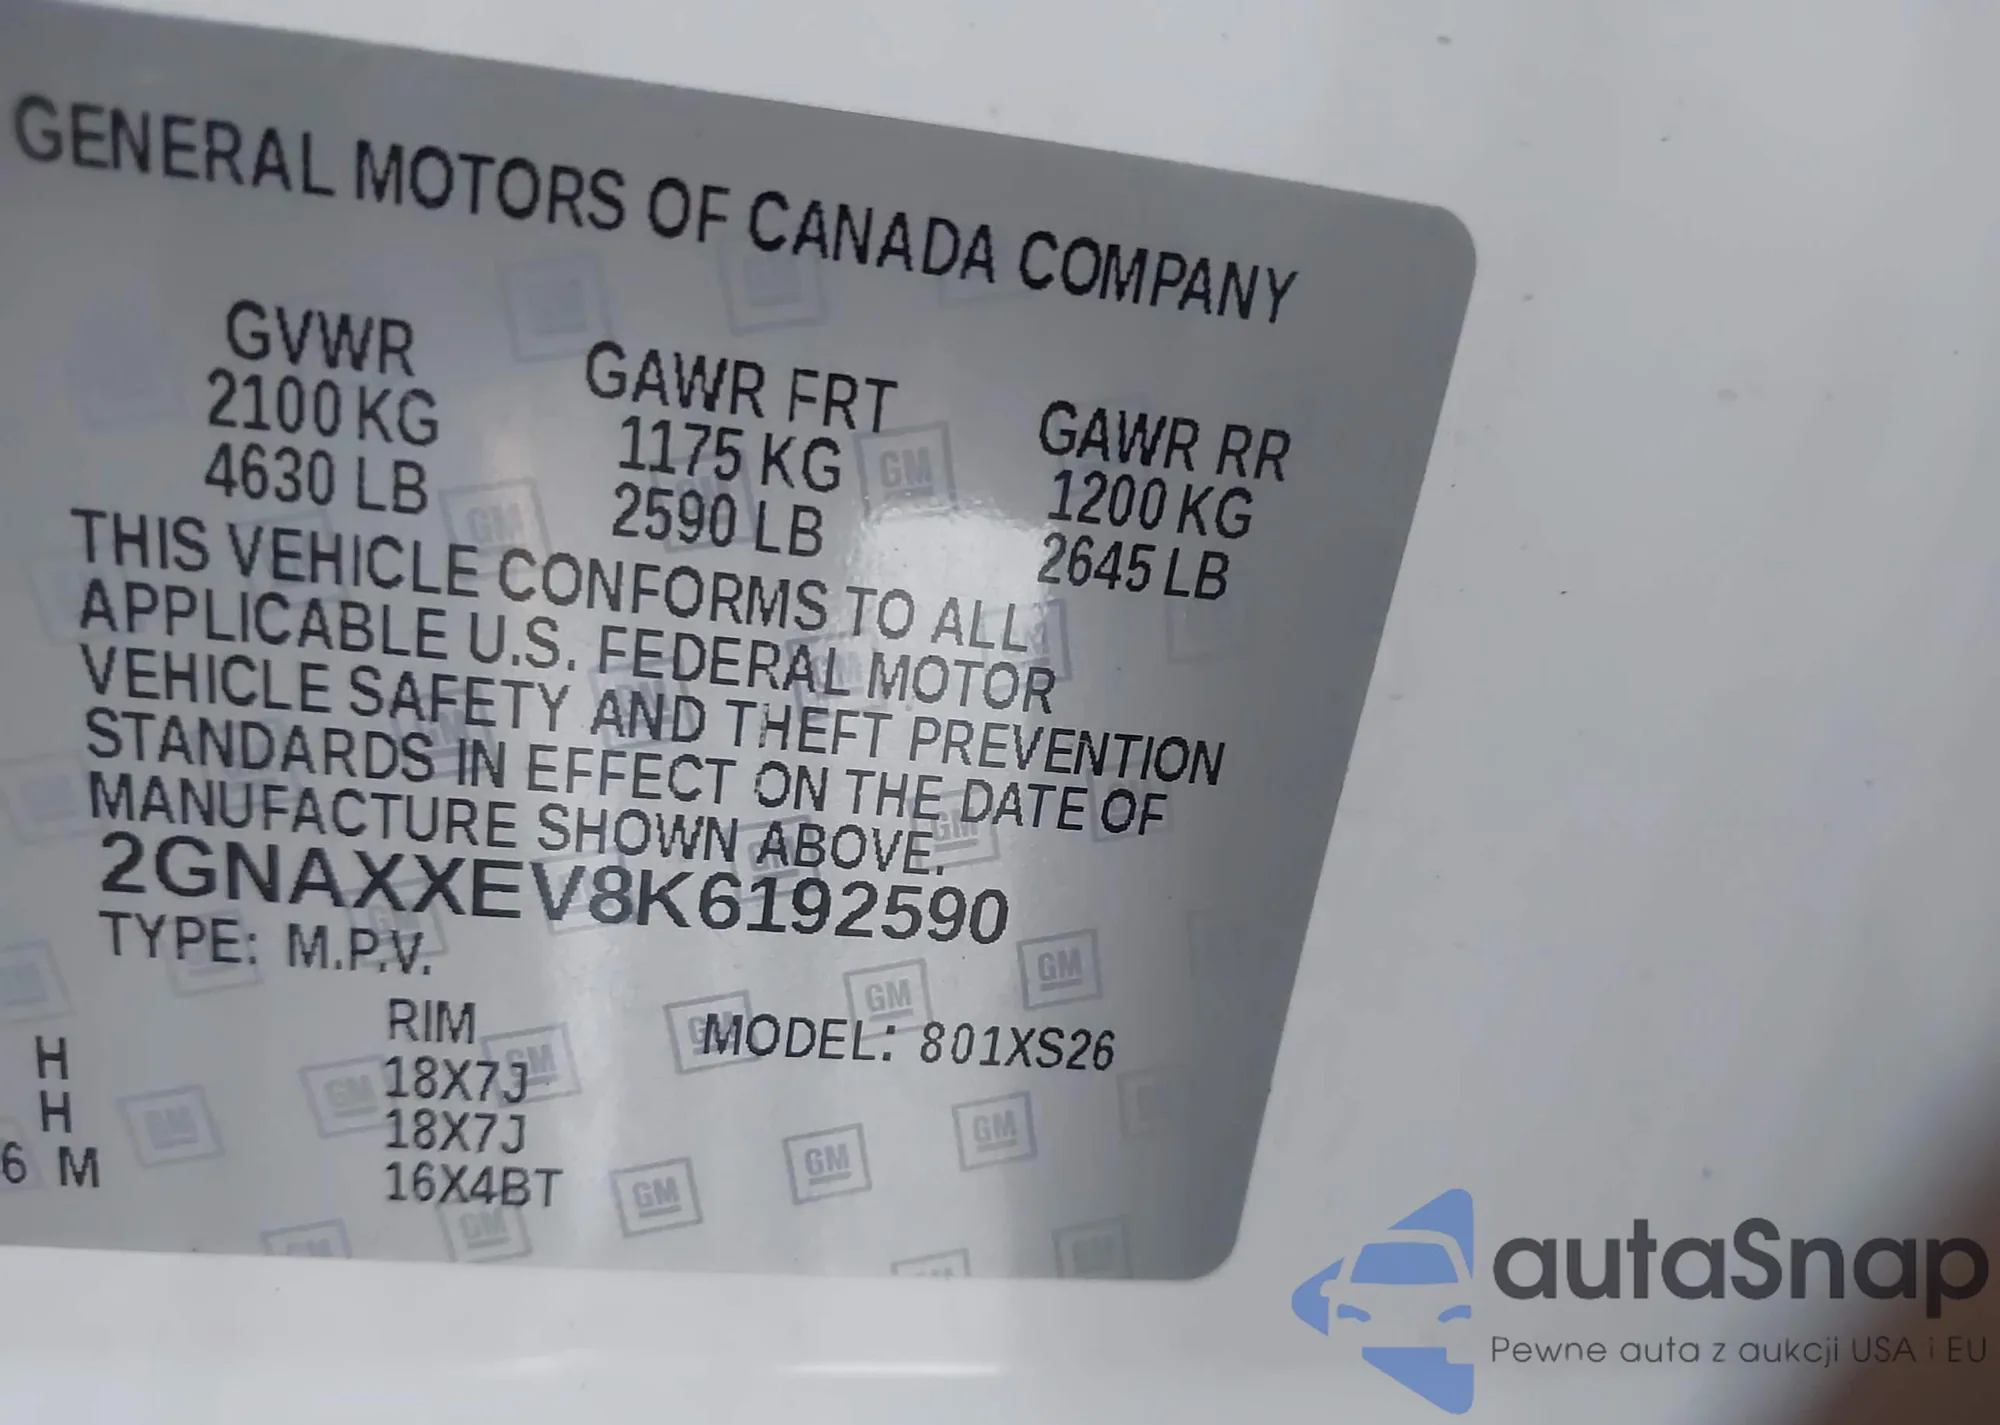 GENERAL MOTORS OF CANADA COMPANY
GVWR GAWR FRT GAWR RR
2100 KG 1175 KG 1200 KG
4630 LB 2590 LB 2645 LB
THIS VEHICLE CONFORMS TO ALL
APPLICABLE U.S. FEDERAL MOTOR
VEHICLE SAFETY AND THEFT PREVENTION
STANDARDS IN EFFECT ON THE DATE OF
MANUFACTURE SHOWN ABOVE.
2GNAXXEV8K6192590
TYPE: M.P.V.
RIM MODEL: 801XS26
H 18X7J
H 18X7J
6 M 16X4BT
GM
autaSnap
Pewne auta z aukcji USA i EU